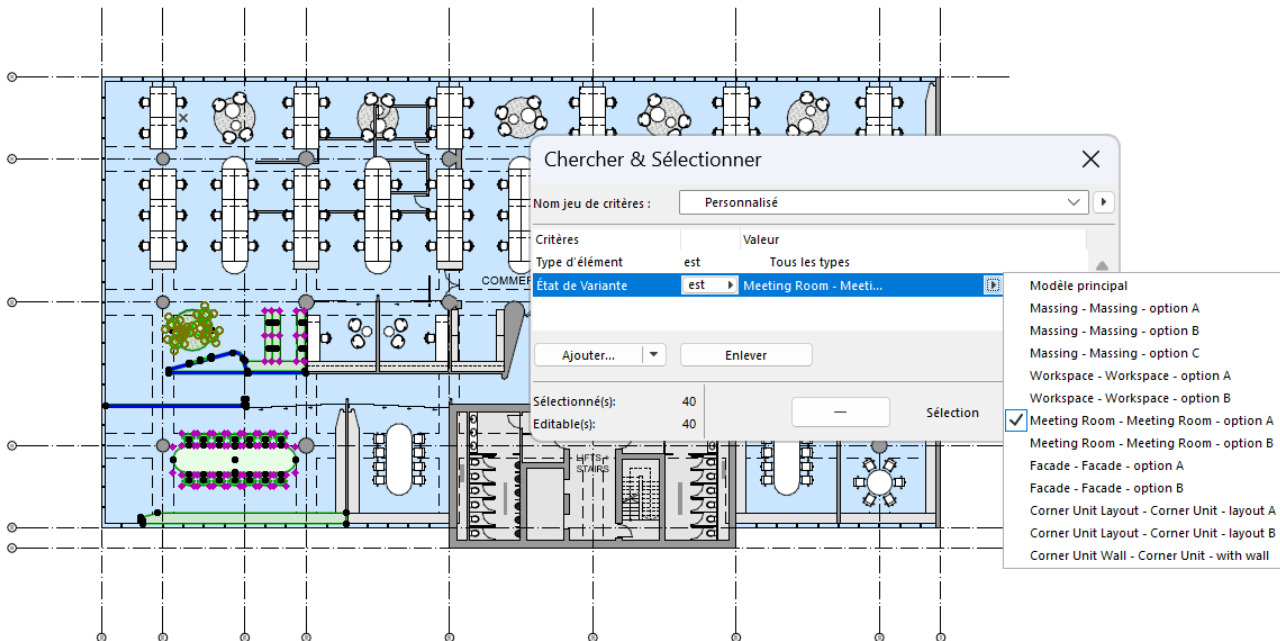 Chercher & Sélectionner
Nom jeu de critères :
Personnalisé
Critères
Valeur
Type d'élément
est
Tous les types
État de Variante
est
Meeting Room - Meeti...
Ajouter...
Enlever
Sélectionné(s):
40
Editable(s):
40
Sélection
Modèle principal
Massing - Massing - option A
Massing - Massing - option B
Massing - Massing - option C
Workspace - Workspace - option A
Workspace - Workspace - option B
Meeting Room - Meeting Room - option A
Meeting Room - Meeting Room - option B
Facade - Facade - option A
Facade - Facade - option B
Corner Unit Layout - Corner Unit - layout A
Corner Unit Layout - Corner Unit - layout B
Corner Unit Wall - Corner Unit - with wall
COMMER
LIFTS +
STAIRS